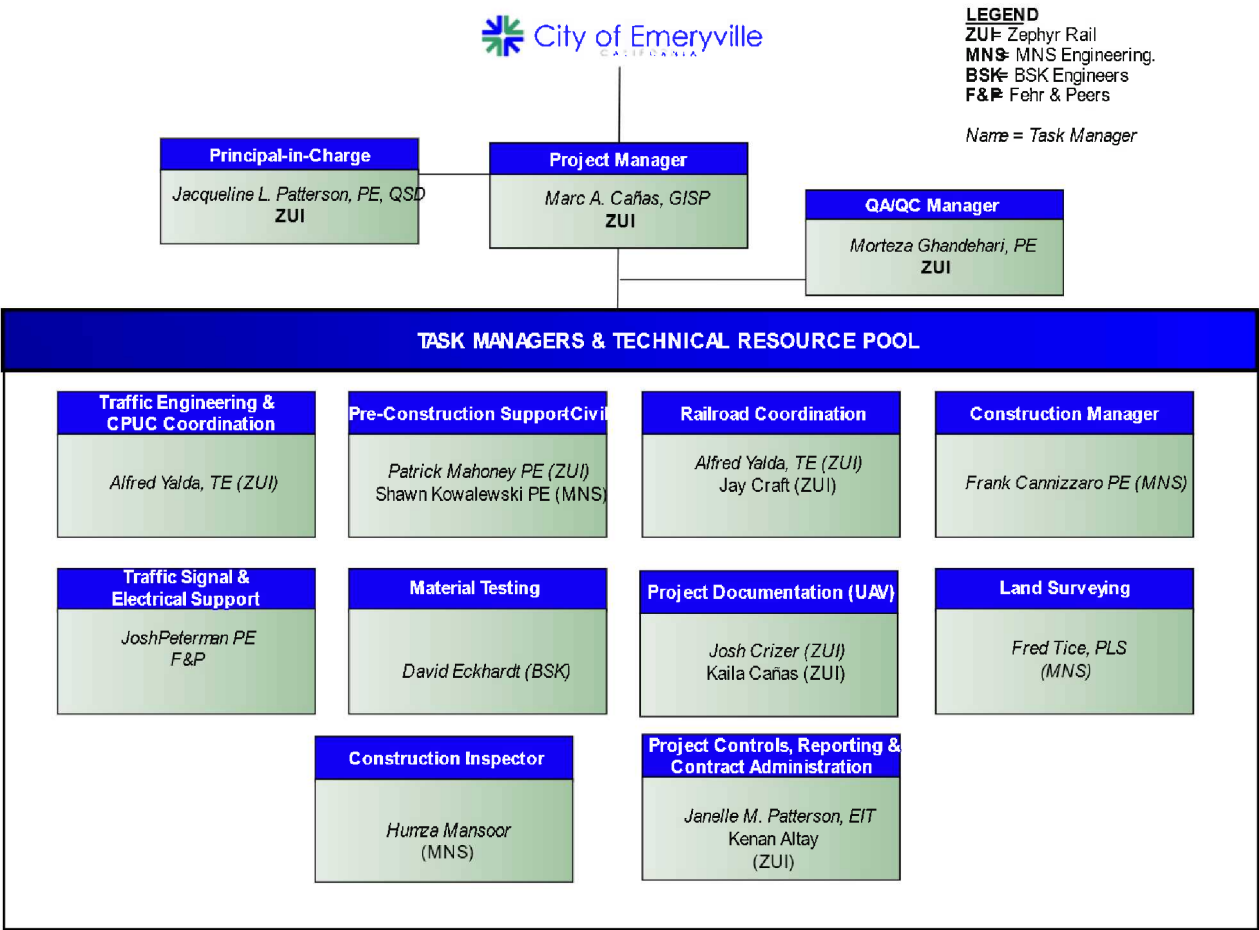 City of Emeryville
CALIFORNIA
LEGEND
ZUI= Zephyr Rail
MNS= MNS Engineering.
BSK= BSK Engineers
F&P= Fehr & Peers
Name = Task Manager
Principal-in-Charge
Jacqueline L. Patterson, PE, QSD
ZUI
Project Manager
Marc A. Cañas, GISP
ZUI
QA/QC Manager
Morteza Ghandehari, PE
ZUI
TASK MANAGERS & TECHNICAL RESOURCE POOL
Traffic Engineering &
CPUC Coordination
Alfred Yalda, TE (ZUI)
Pre-Construction Support Civil
Patrick Mahoney PE (ZUI)
Shawn Kowalewski PE (MNS)
Railroad Coordination
Alfred Yalda, TE (ZUI)
Jay Craft (ZUI)
Construction Manager
Frank Cannizzaro PE (MNS)
Traffic Signal &
Electrical Support
Josh Peterman PE
F&P
Material Testing
David Eckhardt (BSK)
Project Documentation (UAV)
Josh Crizer (ZUI)
Kaila Cañas (ZUI)
Land Surveying
Fred Tice, PLS
(MNS)
Construction Inspector
Humza Mansoor
(MNS)
Project Controls, Reporting &
Contract Administration
Janelle M. Patterson, EIT
Kenan Altay
(ZUI)